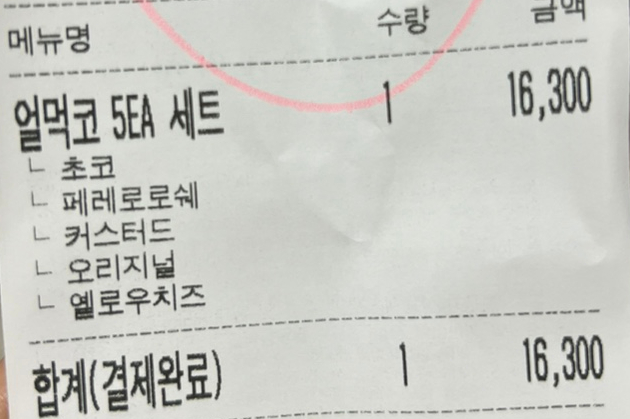 메뉴명 수량 금액
얼먹코 5EA 세트 1 16,300
ㄴ 초코
ㄴ 페레로로쉐
ㄴ 커스터드
ㄴ 오리지널
ㄴ 옐로우치즈
합계(결제완료) 1 16,300